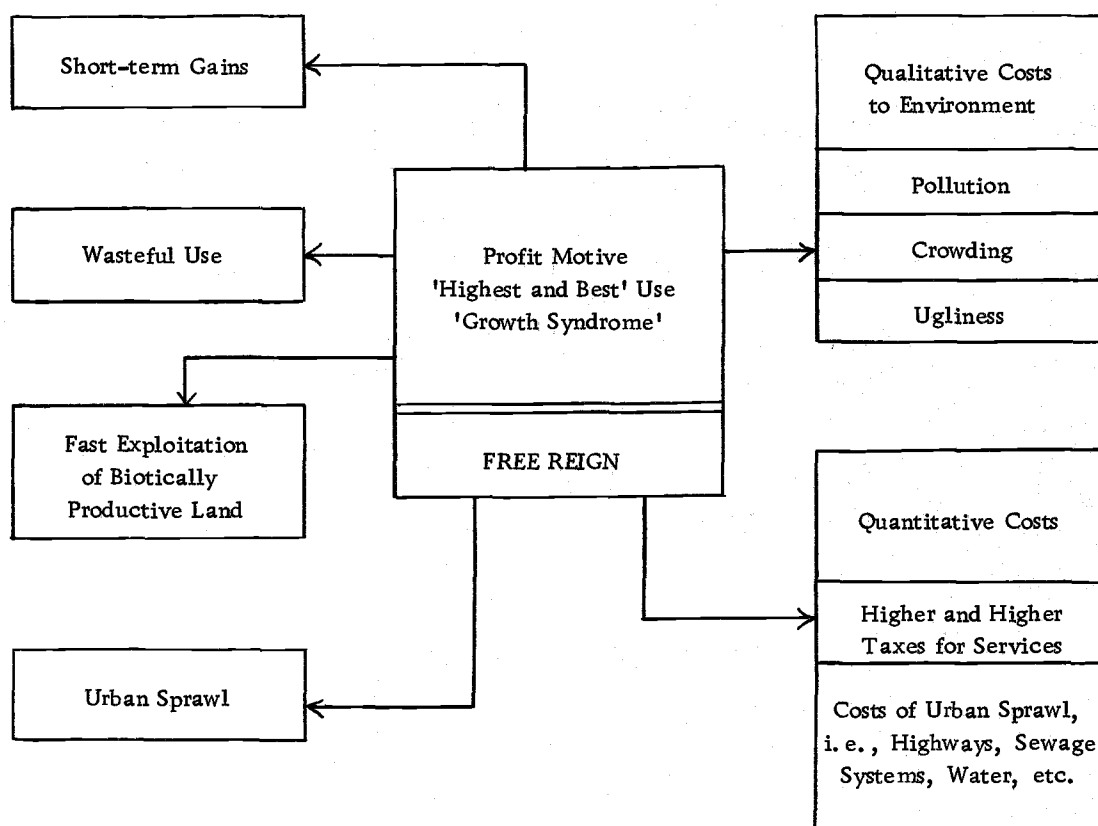 Short-term Gains
Wasteful Use
Fast Exploitation
of Biotically
Productive Land
Urban Sprawl
Profit Motive
'Highest and Best' Use
'Growth Syndrome'
FREE REIGN
Qualitative Costs
to Environment
Pollution
Crowding
Ugliness
Quantitative Costs
Higher and Higher
Taxes for Services
Costs of Urban Sprawl,
i.e., Highways, Sewage
Systems, Water, etc.